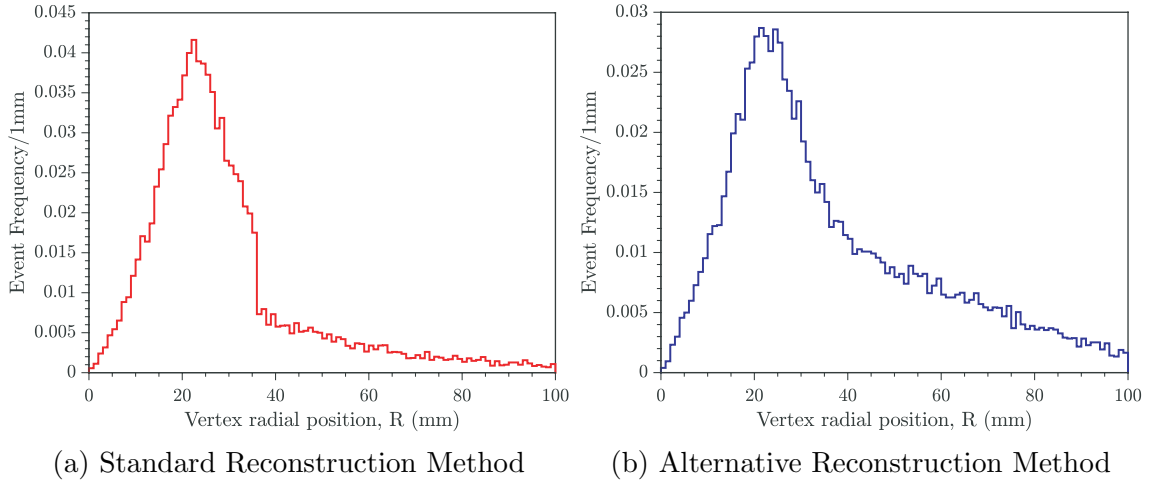 0.045
0.04
0.035
0.03
0.025
0.02
0.015
0.01
0.005
0
Event Frequency/1mm
0 20 40 60 80 100
Vertex radial position, R (mm)
(a) Standard Reconstruction Method
0.03
0.025
0.02
0.015
0.01
0.005
0
Event Frequency/1mm
0 20 40 60 80 100
Vertex radial position, R (mm)
(b) Alternative Reconstruction Method